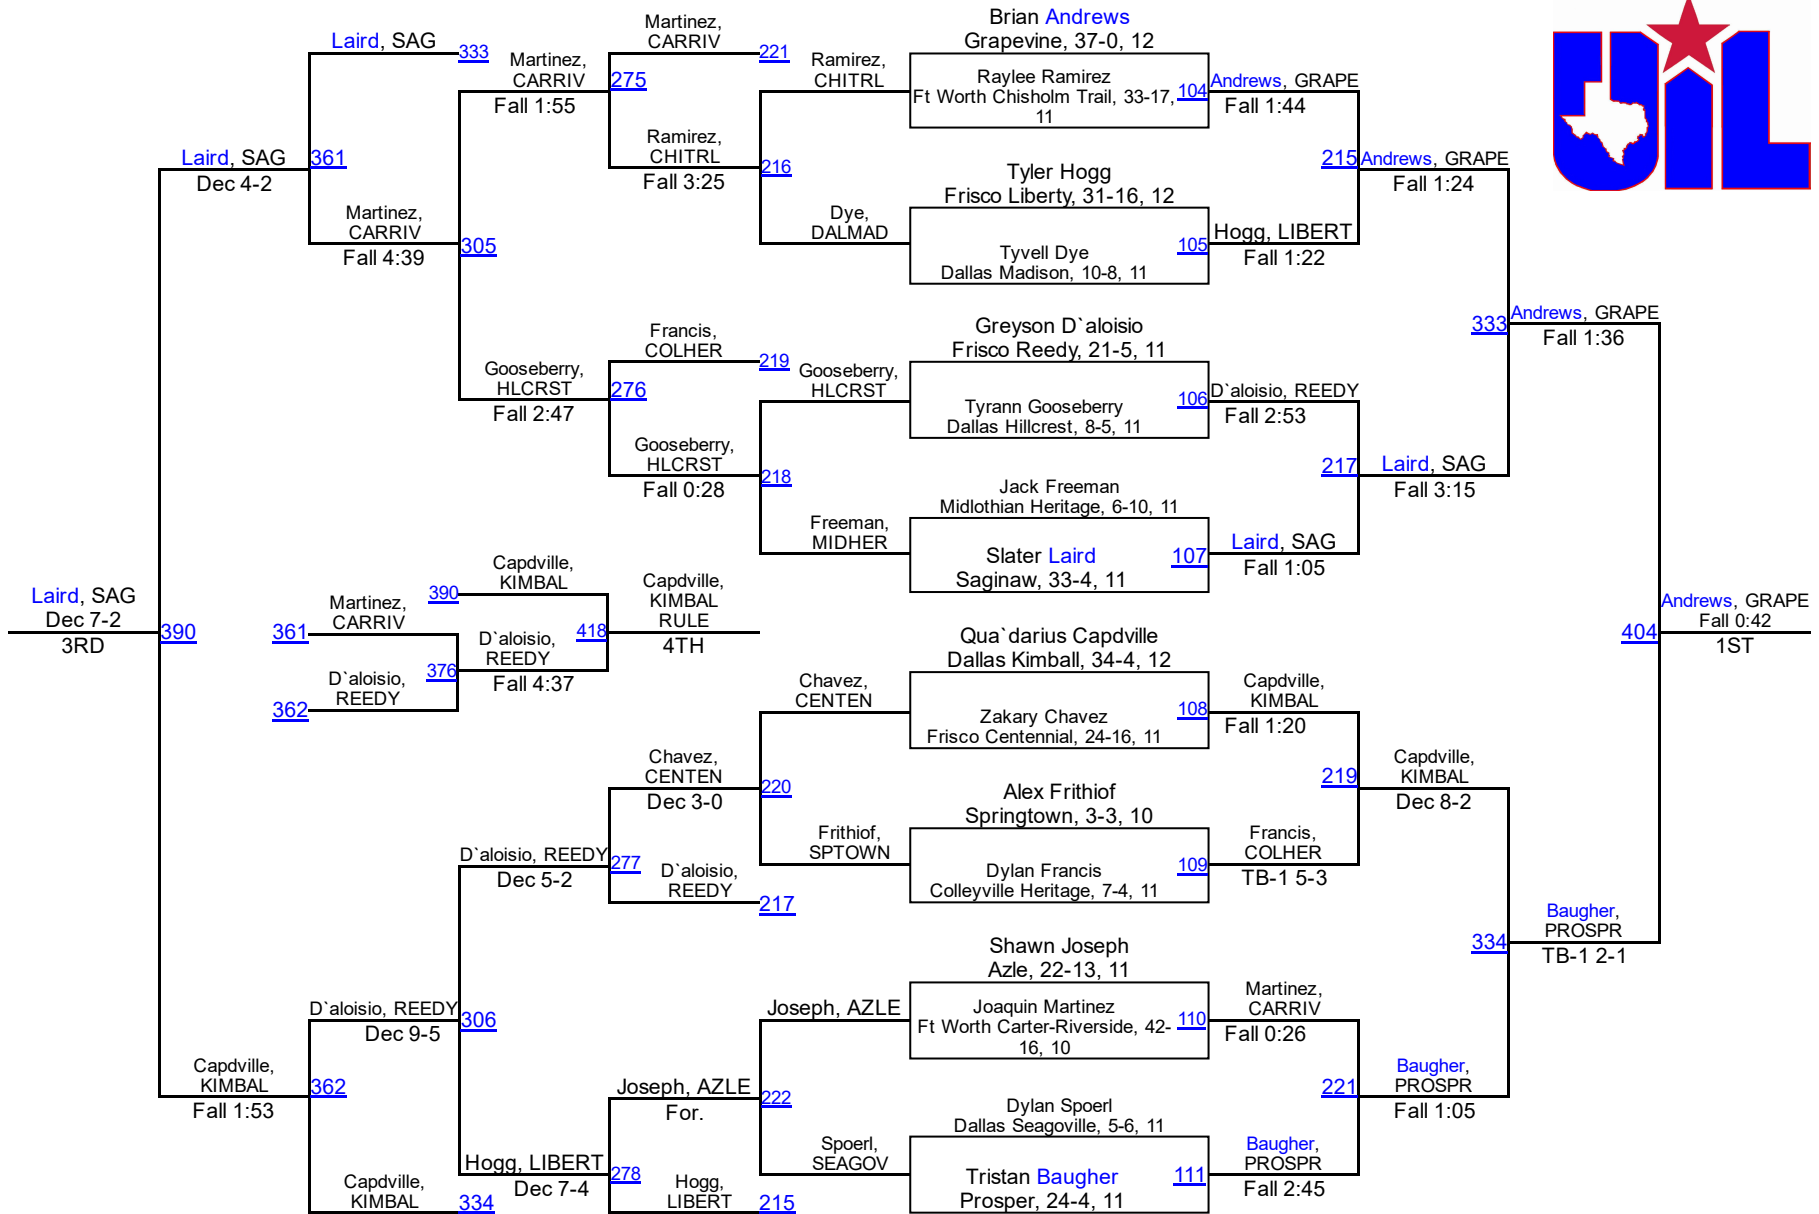 Laird, SAG
333
Martinez,
CARRIV
Fall 1:55
Martinez,
CARRIV
221
275
Ramirez,
CHITRL
Ramirez,
CHITRL
Fall 3:25
216
Dye,
DALMAD
Laird, SAG
Dec 4-2
361
Martinez,
CARRIV
Fall 4:39
305
Gooseberry,
HLCRST
Fall 2:47
Francis,
COLHER
219
276
Gooseberry,
HLCRST
Gooseberry,
HLCRST
Fall 0:28
218
Freeman,
MIDHER
Brian Andrews
Grapevine, 37-0, 12
Raylee Ramirez
Ft Worth Chisholm Trail, 33-17,
11
104
Andrews, GRAPE
Fall 1:44
Tyler Hogg
Frisco Liberty, 31-16, 12
Tyvell Dye
Dallas Madison, 10-8, 11
105
Hogg, LIBERT
Fall 1:22
215
Andrews, GRAPE
Fall 1:24
UIL
Greyson D`aloisio
Frisco Reedy, 21-5, 11
Tyrann Gooseberry
Dallas Hillcrest, 8-5, 11
106
D`aloisio, REEDY
Fall 2:53
Jack Freeman
Midlothian Heritage, 6-10, 11
Slater Laird
Saginaw, 33-4, 11
107
Laird, SAG
Fall 1:05
217
Laird, SAG
Fall 3:15
333
Andrews, GRAPE
Fall 1:36
Laird, SAG
Dec 7-2
3RD
390
361
Martinez,
CARRIV
362
D`aloisio,
REEDY
376
D`aloisio,
REEDY
Fall 4:37
390
Capdville,
KIMBAL
418
Capdville,
KIMBAL
RULE
4TH
404
Andrews, GRAPE
Fall 0:42
1ST
Qua`darius Capdville
Dallas Kimball, 34-4, 12
Zakary Chavez
Frisco Centennial, 24-16, 11
108
Capdville,
KIMBAL
Fall 1:20
Alex Frithiof
Springtown, 3-3, 10
Dylan Francis
Colleyville Heritage, 7-4, 11
109
Francis,
COLHER
TB-1 5-3
219
Capdville,
KIMBAL
Dec 8-2
Chavez,
CENTEN
Chavez,
CENTEN
Dec 3-0
220
Frithiof,
SPTOWN
D`aloisio, REEDY
Dec 5-2
277
D`aloisio,
REEDY
217
Shawn Joseph
Azle, 22-13, 11
Joaquin Martinez
Ft Worth Carter-Riverside, 42-
16, 10
110
Martinez,
CARRIV
Fall 0:26
Dylan Spoerl
Dallas Seagoville, 5-6, 11
Tristan Baugher
Prosper, 24-4, 11
111
Baugher,
PROSPR
Fall 2:45
221
Baugher,
PROSPR
Fall 1:05
334
Baugher,
PROSPR
TB-1 2-1
D`aloisio, REEDY
Dec 9-5
306
Joseph, AZLE
Joseph, AZLE
For.
222
Spoerl,
SEAGOV
Capdville,
KIMBAL
Fall 1:53
362
Hogg, LIBERT
Dec 7-4
278
Hogg,
LIBERT
215
Capdville,
KIMBAL
334